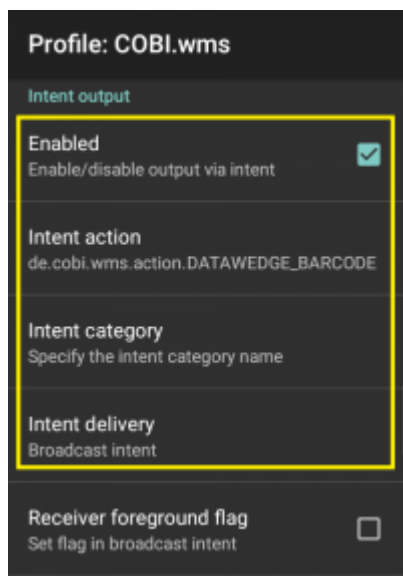 Profile: COBI.wms
Intent output
Enabled
Enable/disable output via intent
Intent action
de.cobi.wms.action.DATAWEDGE_BARCODE
Intent category
Specify the intent category name
Intent delivery
Broadcast intent
Receiver foreground flag
Set flag in broadcast intent